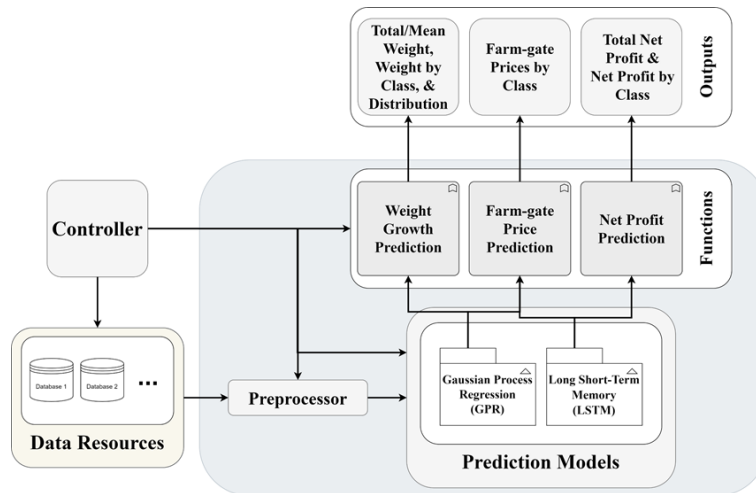 Total/Mean
Weight,
Weight by
Class, &
Distribution
Farm-gate
Prices by
Class
Total Net
Profit &
Net Profit by
Class
Outputs
Controller
Weight
Growth
Prediction
Farm-gate
Price
Prediction
Net Profit
Prediction
Functions
Database 1
Database 2
...
Data Resources
Preprocessor
Gaussian Process
Regression
(GPR)
Long Short-Term
Memory
(LSTM)
Prediction Models